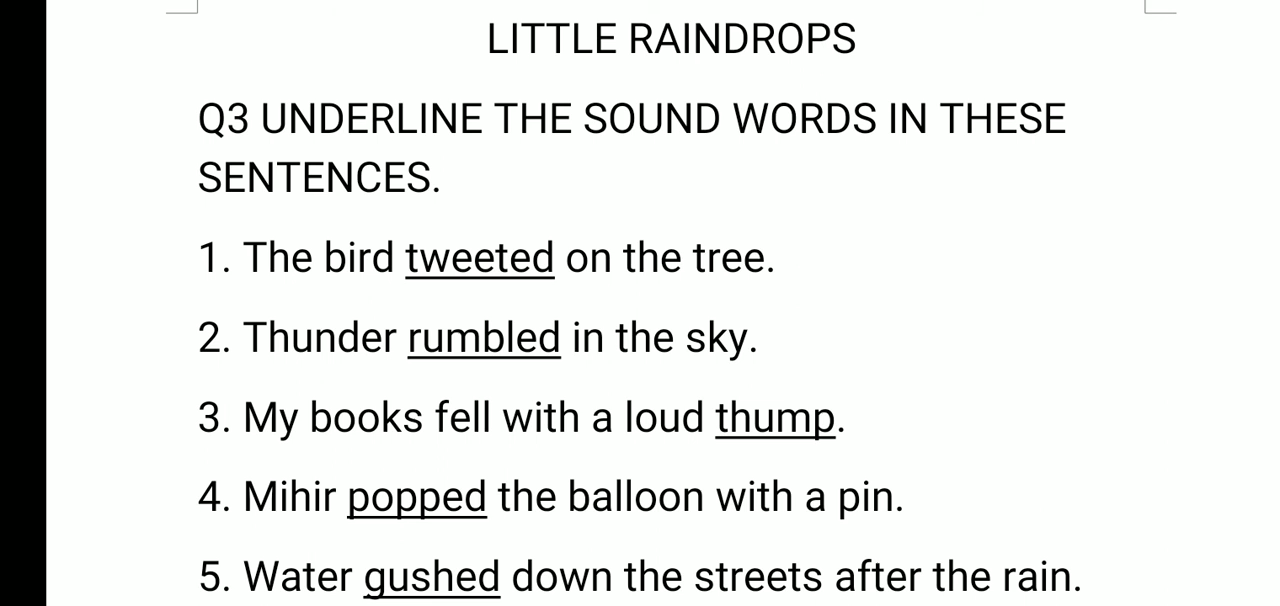 LITTLE RAINDROPS
Q3 UNDERLINE THE SOUND WORDS IN THESE
SENTENCES.
1. The bird tweeted on the tree.
2. Thunder rumbled in the sky.
3. My books fell with a loud thump.
4. Mihir popped the balloon with a pin.
5. Water gushed down the streets after the rain.